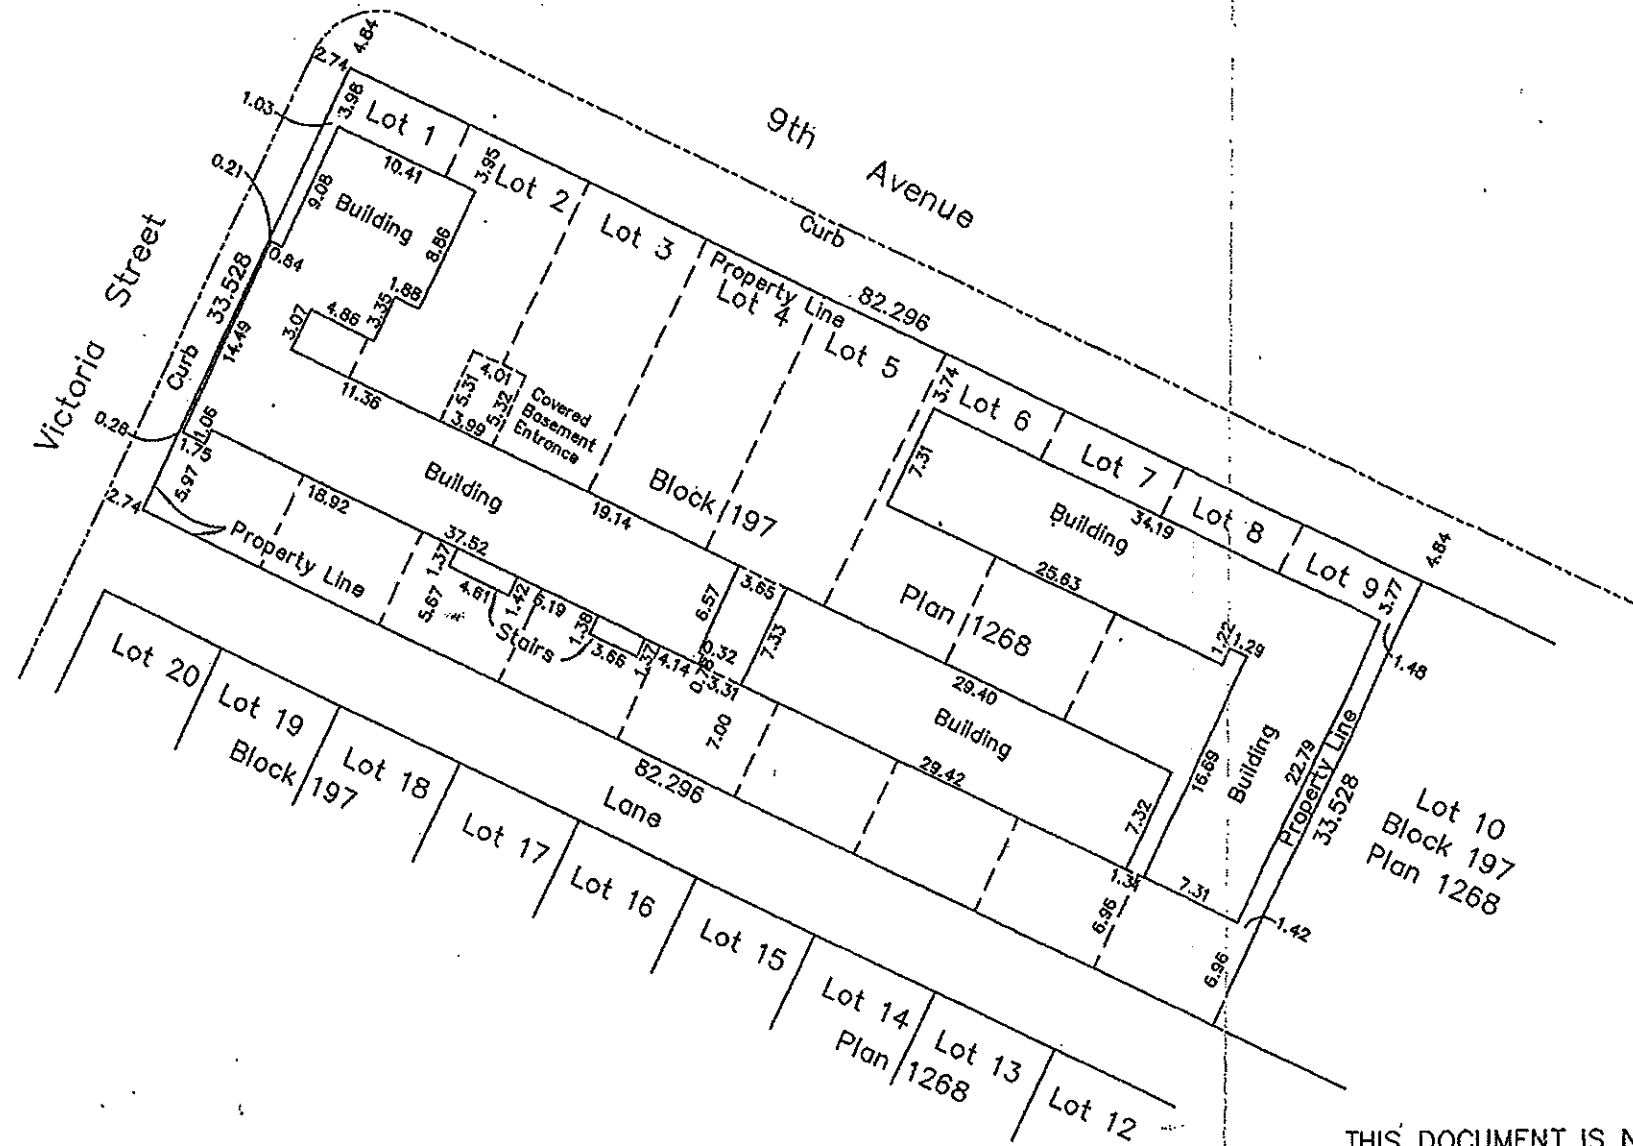 4.84
2.74
9th Avenue
1.03
3.98
Lot 1
Curb
0.21
10.41
3.95
Lot 2
9.08
Building
8.86
Lot 3
Property Line
82.296
Lot 4
Lot 5
Victoria Street
33.528
0.84
1.88
3.35
4.86
3.07
14.49
Curb
11.36
4.01
5.31
5.32
3.99
Covered
Basement
Entrance
3.74
Lot 6
Lot 7
Lot 8
Lot 9
4.84
3.77
7.31
Building
34.19
1.48
0.26
1.06
1.75
5.97
2.74
Building
Block 197
19.14
18.92
Property Line
37.52
1.37
4.61
1.42
6.19
1.38
3.66
1.37
4.14
Stairs
5.67
6.57
3.65
7.33
0.32
3.31
7.00
Plan 1268
25.63
1.22
1.29
29.40
Building
29.42
16.69
Building
22.79
Property Line
33.528
7.32
1.31
7.31
1.42
6.96
6.96
82.296
Lane
Lot 10
Block 197
Plan 1268
Lot 20
Lot 19
Block 197
Lot 18
Lot 17
Lot 16
Lot 15
Lot 14
Plan 1268
Lot 13
Lot 12
THIS DOCUMENT IS N